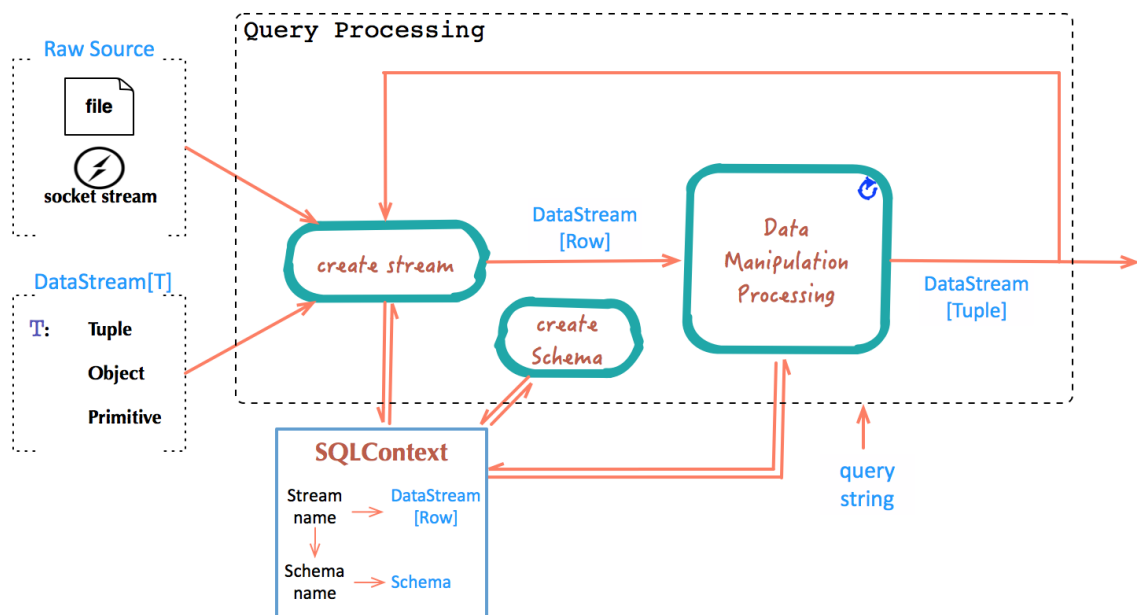 Query Processing
Raw Source
file
socket stream
DataStream[T]
T:
Tuple
Object
Primitive
create stream
DataStream
[Row]
create
Schema
Data
Manipulation
Processing
DataStream
[Tuple]
query
string
SQLContext
Stream
name
DataStream
[Row]
Schema
name
Schema